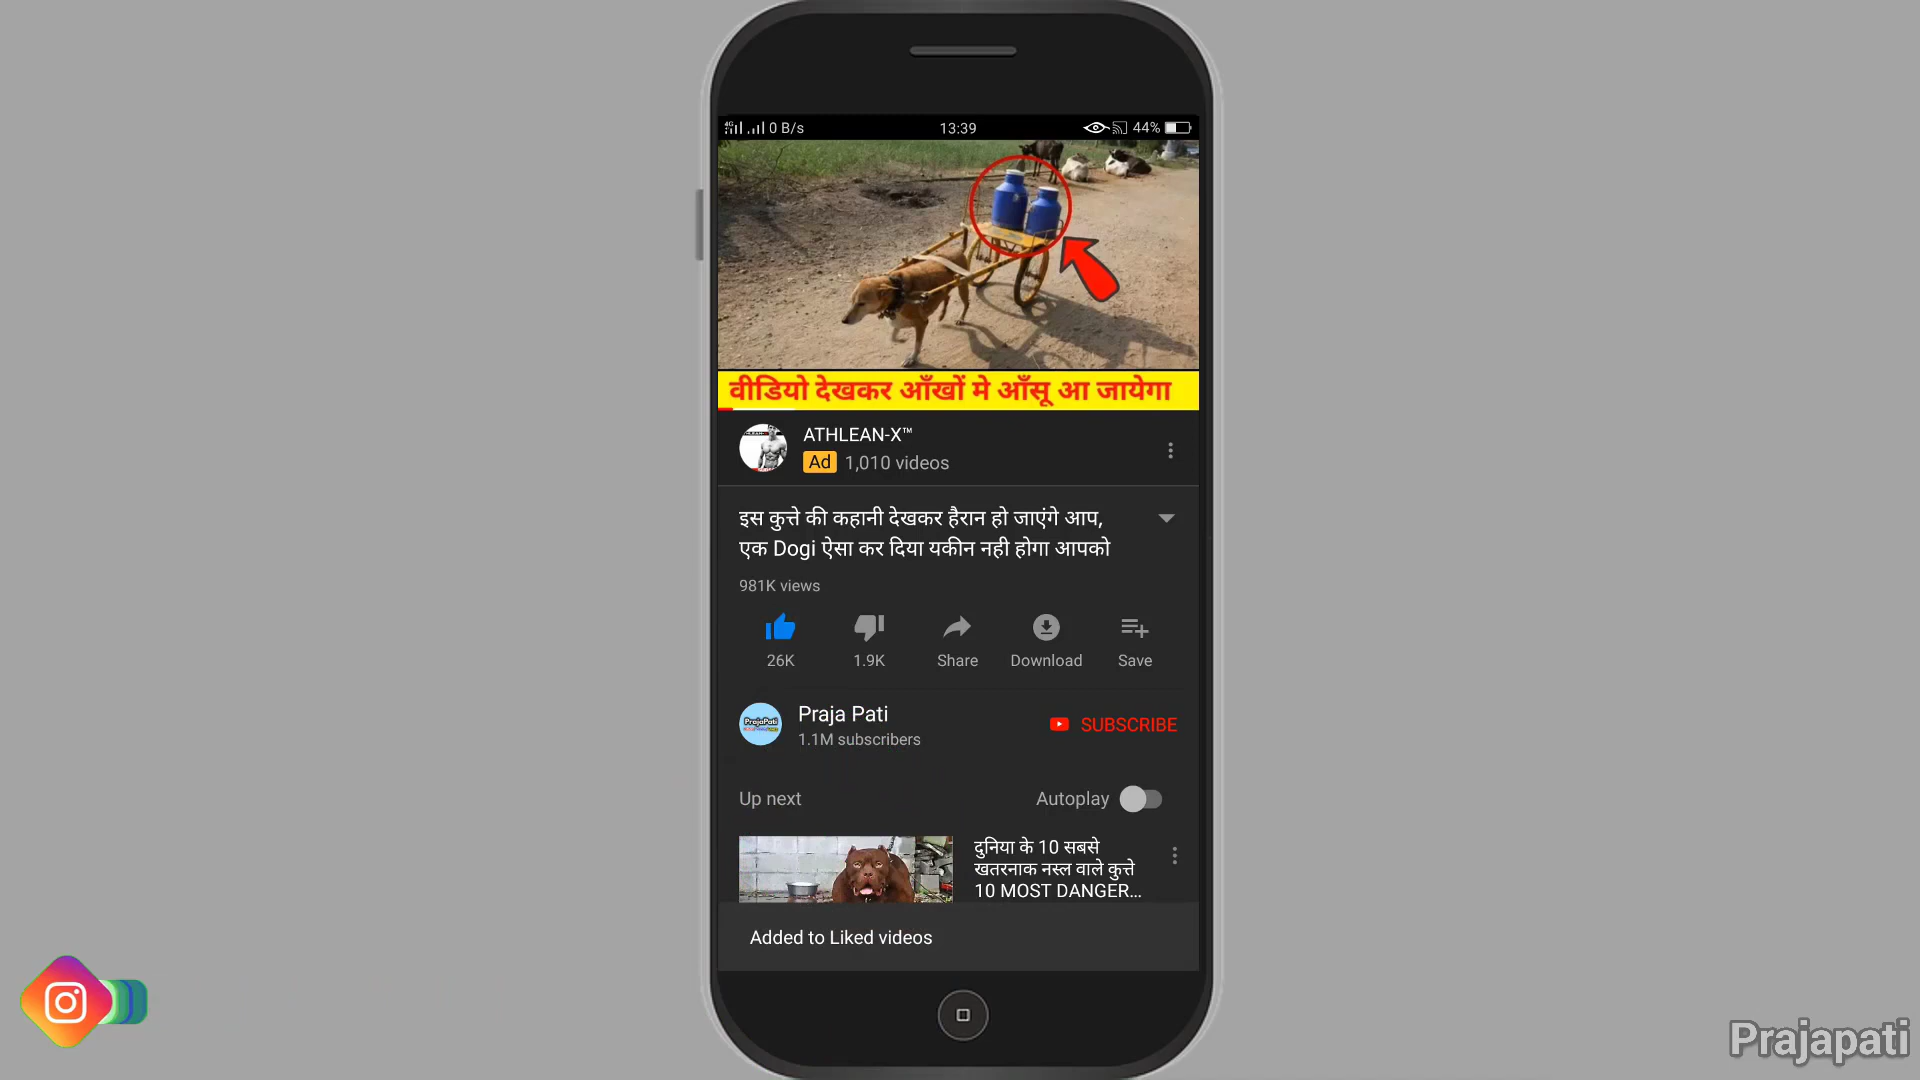 4G 0 B/s
13:39
44%
वीडियो देखकर आँखों मे आँसू आ जायेगा
ATHLEAN-X™
Ad 1,010 videos
इस कुत्ते की कहानी देखकर हैरान हो जाएंगे आप,
एक Dogi ऐसा कर दिया यकीन नही होगा आपको
981K views
26K
1.9K
Share
Download
Save
PrajaPati
Praja Pati
1.1M subscribers
SUBSCRIBE
Up next
Autoplay
दुनिया के 10 सबसे
खतरनाक नस्ल वाले कुत्ते
10 MOST DANGER...
Added to Liked videos
Prajapati